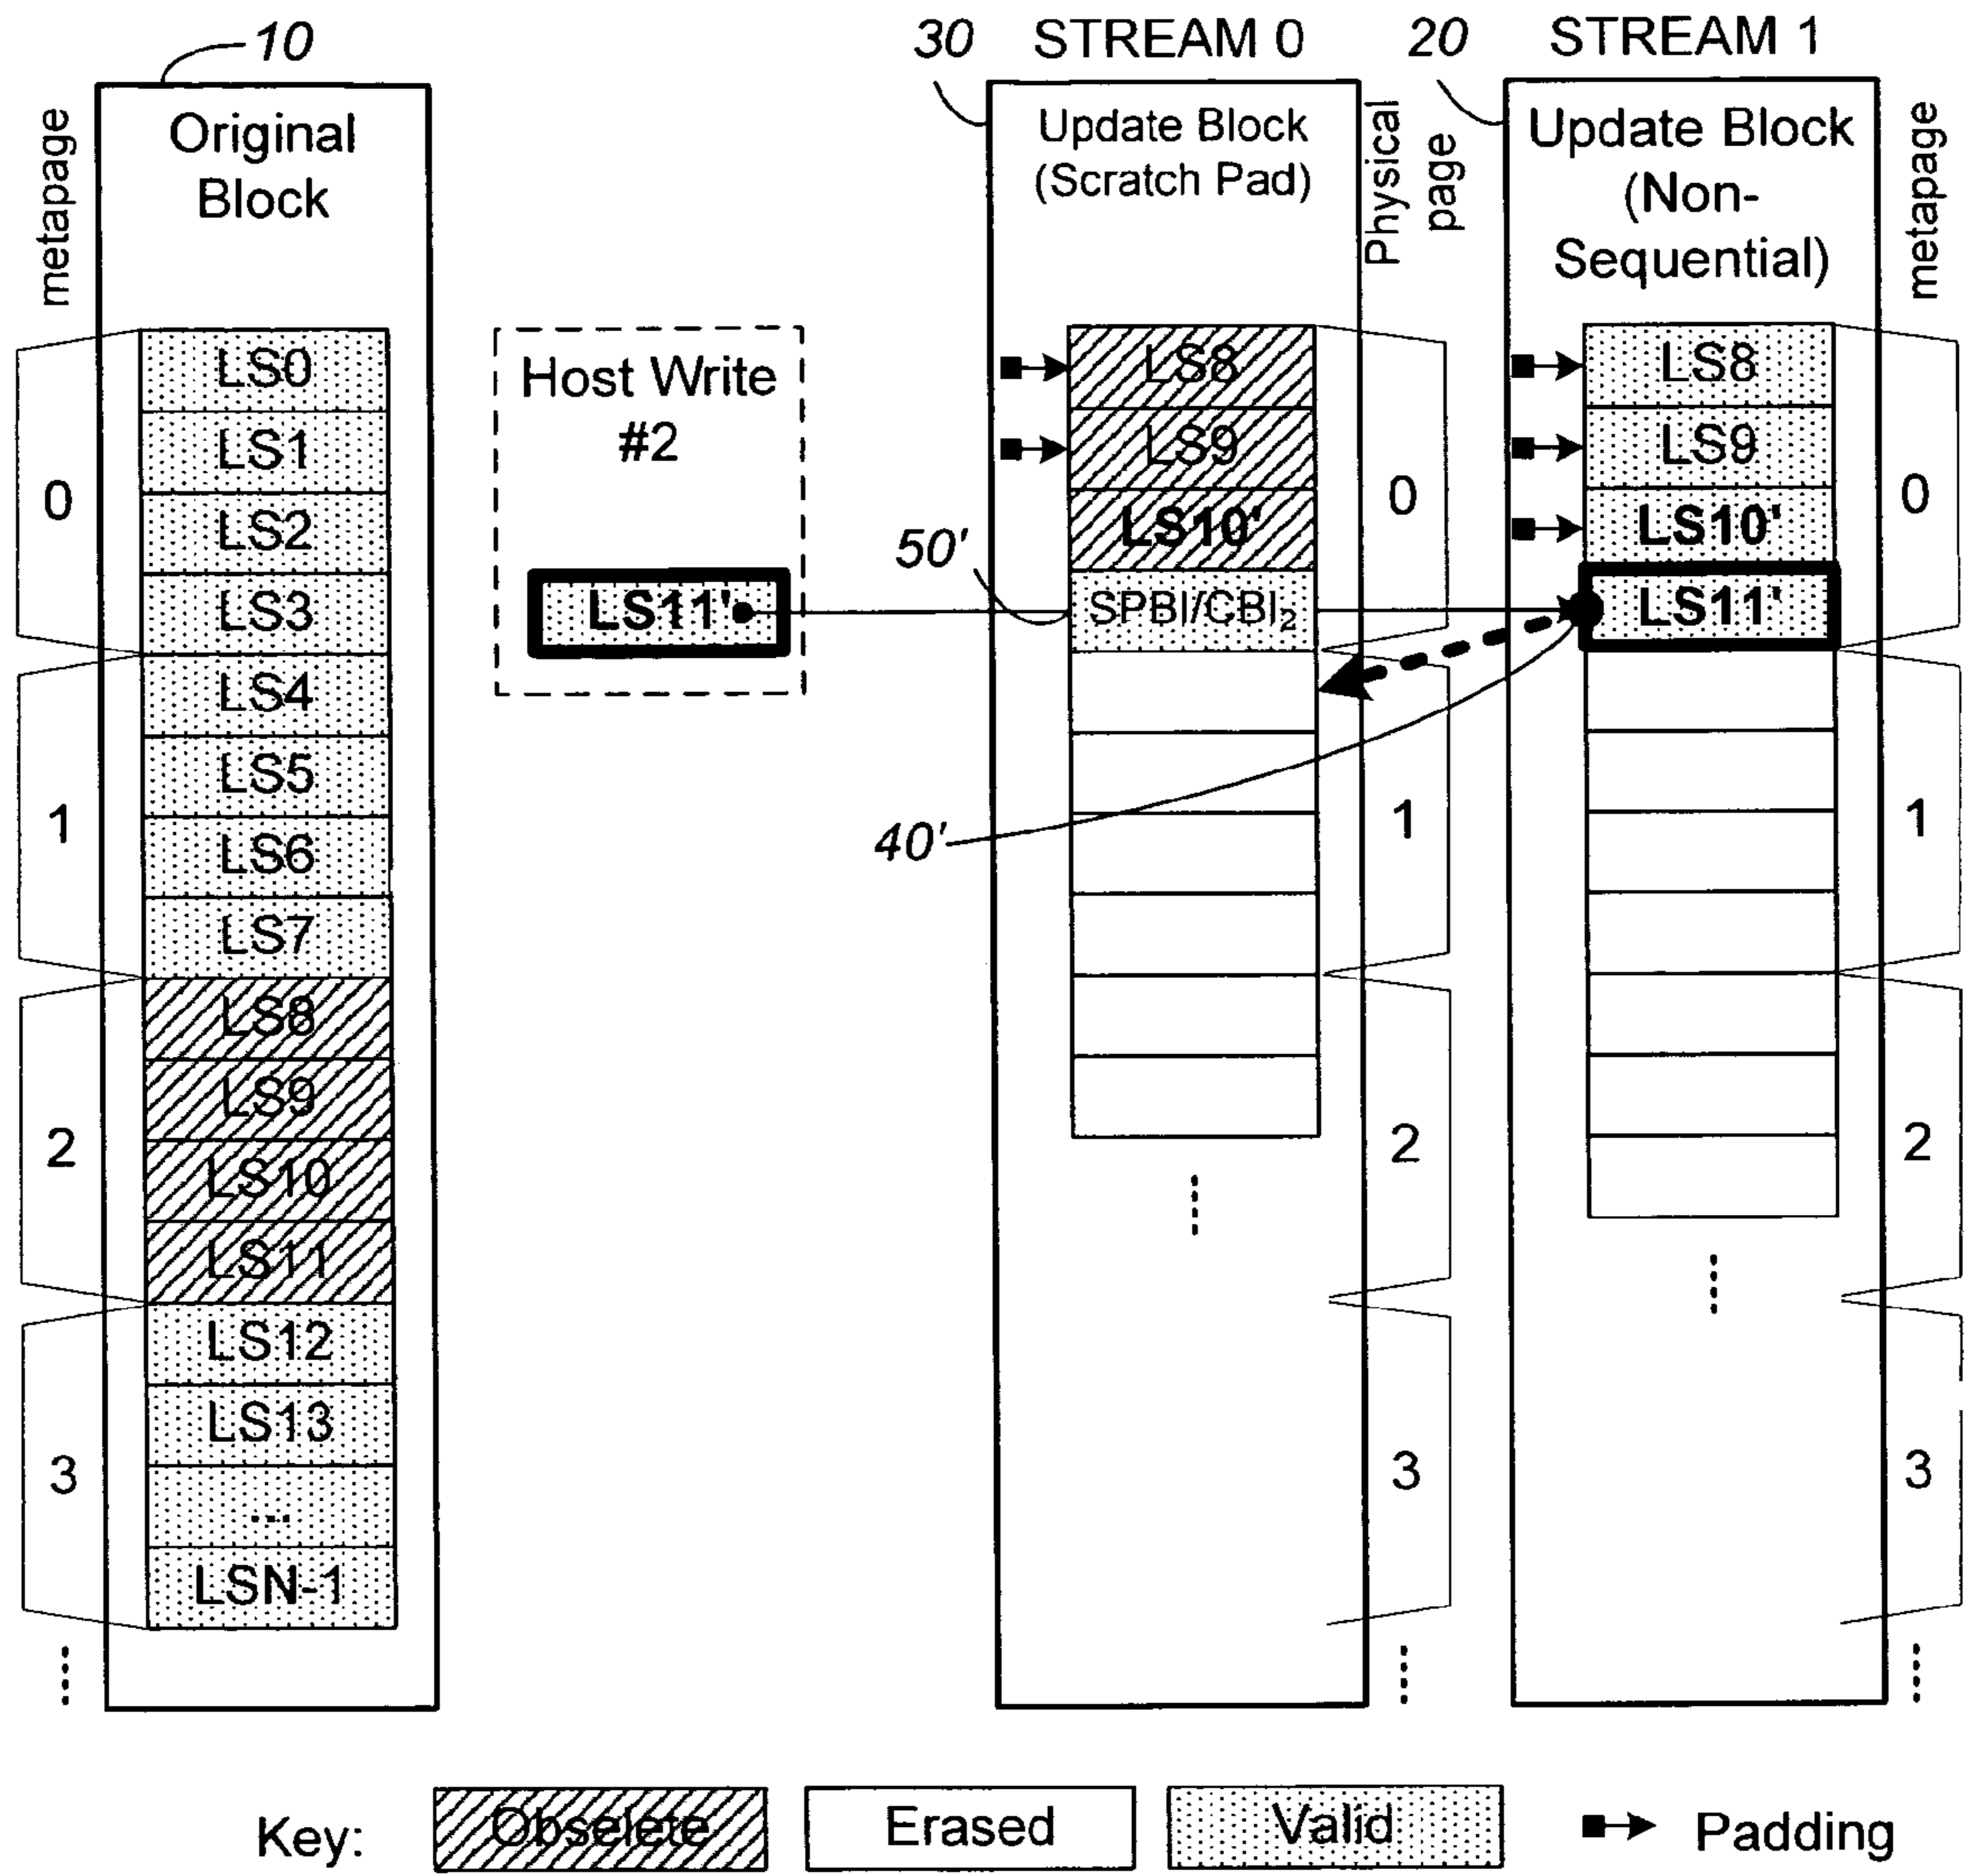 10
metapage
Original
Block
LS0
LS1
LS2
LS3
LS4
LS5
LS6
LS7
LS8
LS9
LS10
LS11
LS12
LS13
...
LSN-1
0
1
2
3
Host Write
#2
LS11'
30
STREAM 0
Update Block
(Scratch Pad)
Physical
page
LS8
LS9
LS10'
SPBI/CBI₂
50'
40'
0
1
2
3
20
STREAM 1
Update Block
(Non-
Sequential)
metapage
LS8
LS9
LS10'
LS11'
0
1
2
3
Key:
Obselete
Erased
Valid
Padding